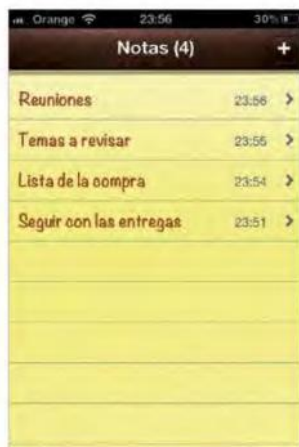 Orange 23:56 30%
Notas (4) +
Reuniones 23:56 >
Temas a revisar 23:55 >
Lista de la compra 23:54 >
Seguir con las entregas 23:51 >